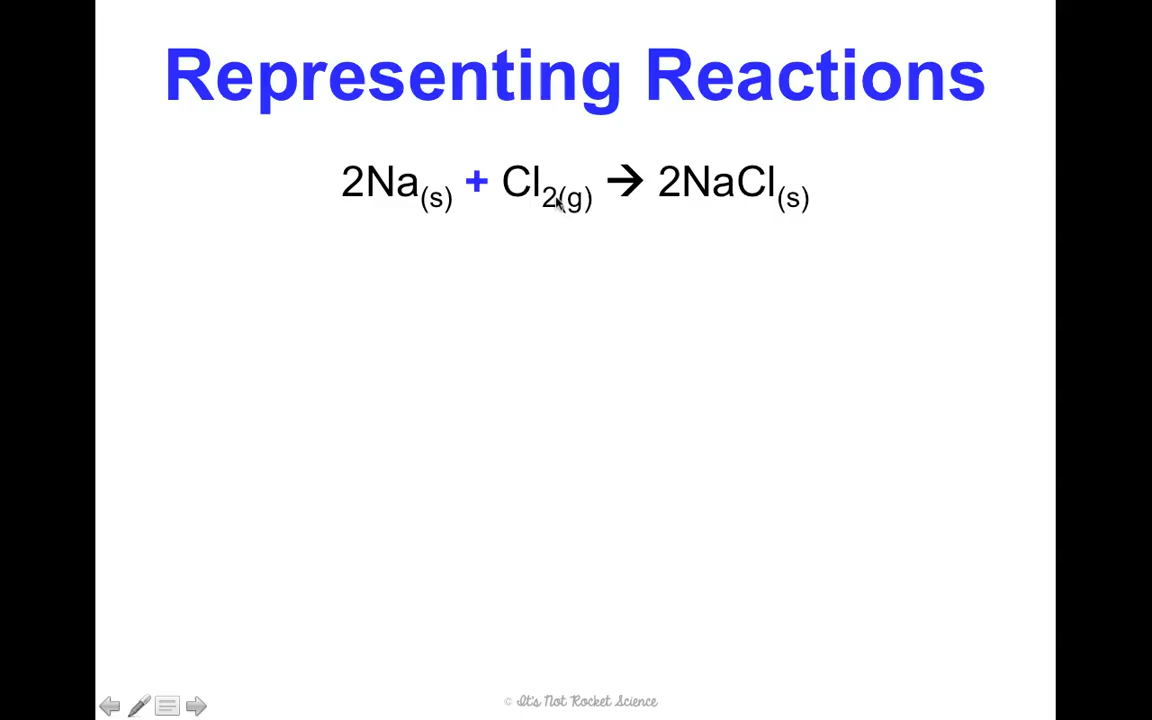 Representing Reactions
2Na(s) + Cl2(g) → 2NaCl(s)
© It's Not Rocket Science